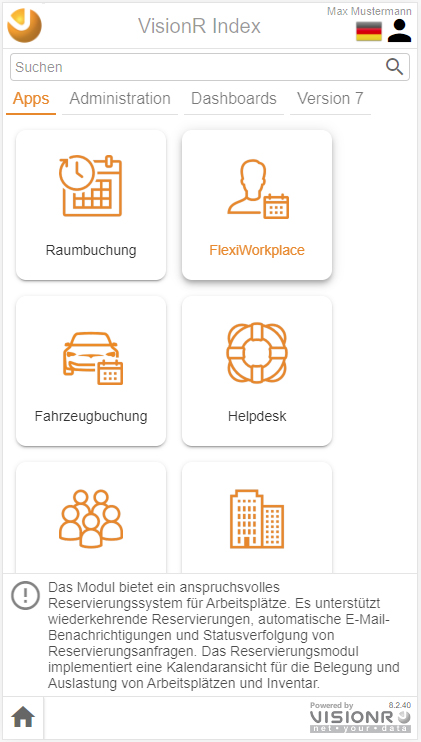 Max Mustermann
VisionR Index
Suchen
Apps Administration Dashboards Version 7
Raumbuchung FlexiWorkplace
Fahrzeugbuchung Helpdesk
Das Modul bietet ein anspruchsvolles
Reservierungssystem für Arbeitsplätze. Es unterstützt
wiederkehrende Reservierungen, automatische E-Mail-
Benachrichtigungen und Statusverfolgung von
Reservierungsanfragen. Das Reservierungsmodul
implementiert eine Kalendaransicht für die Belegung und
Auslastung von Arbeitsplätzen und Inventar.
Powered by 8.2.40
VISIONR
net • your • data